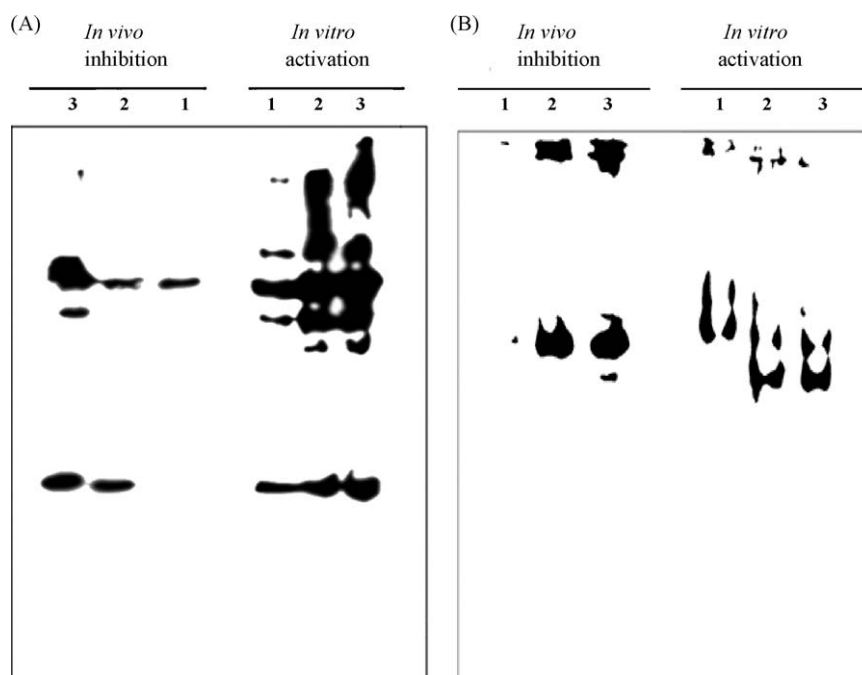 (A)
In vivo
inhibition
In vitro
activation
3 2 1
1 2 3
(B)
In vivo
inhibition
In vitro
activation
1 2 3
1 2 3